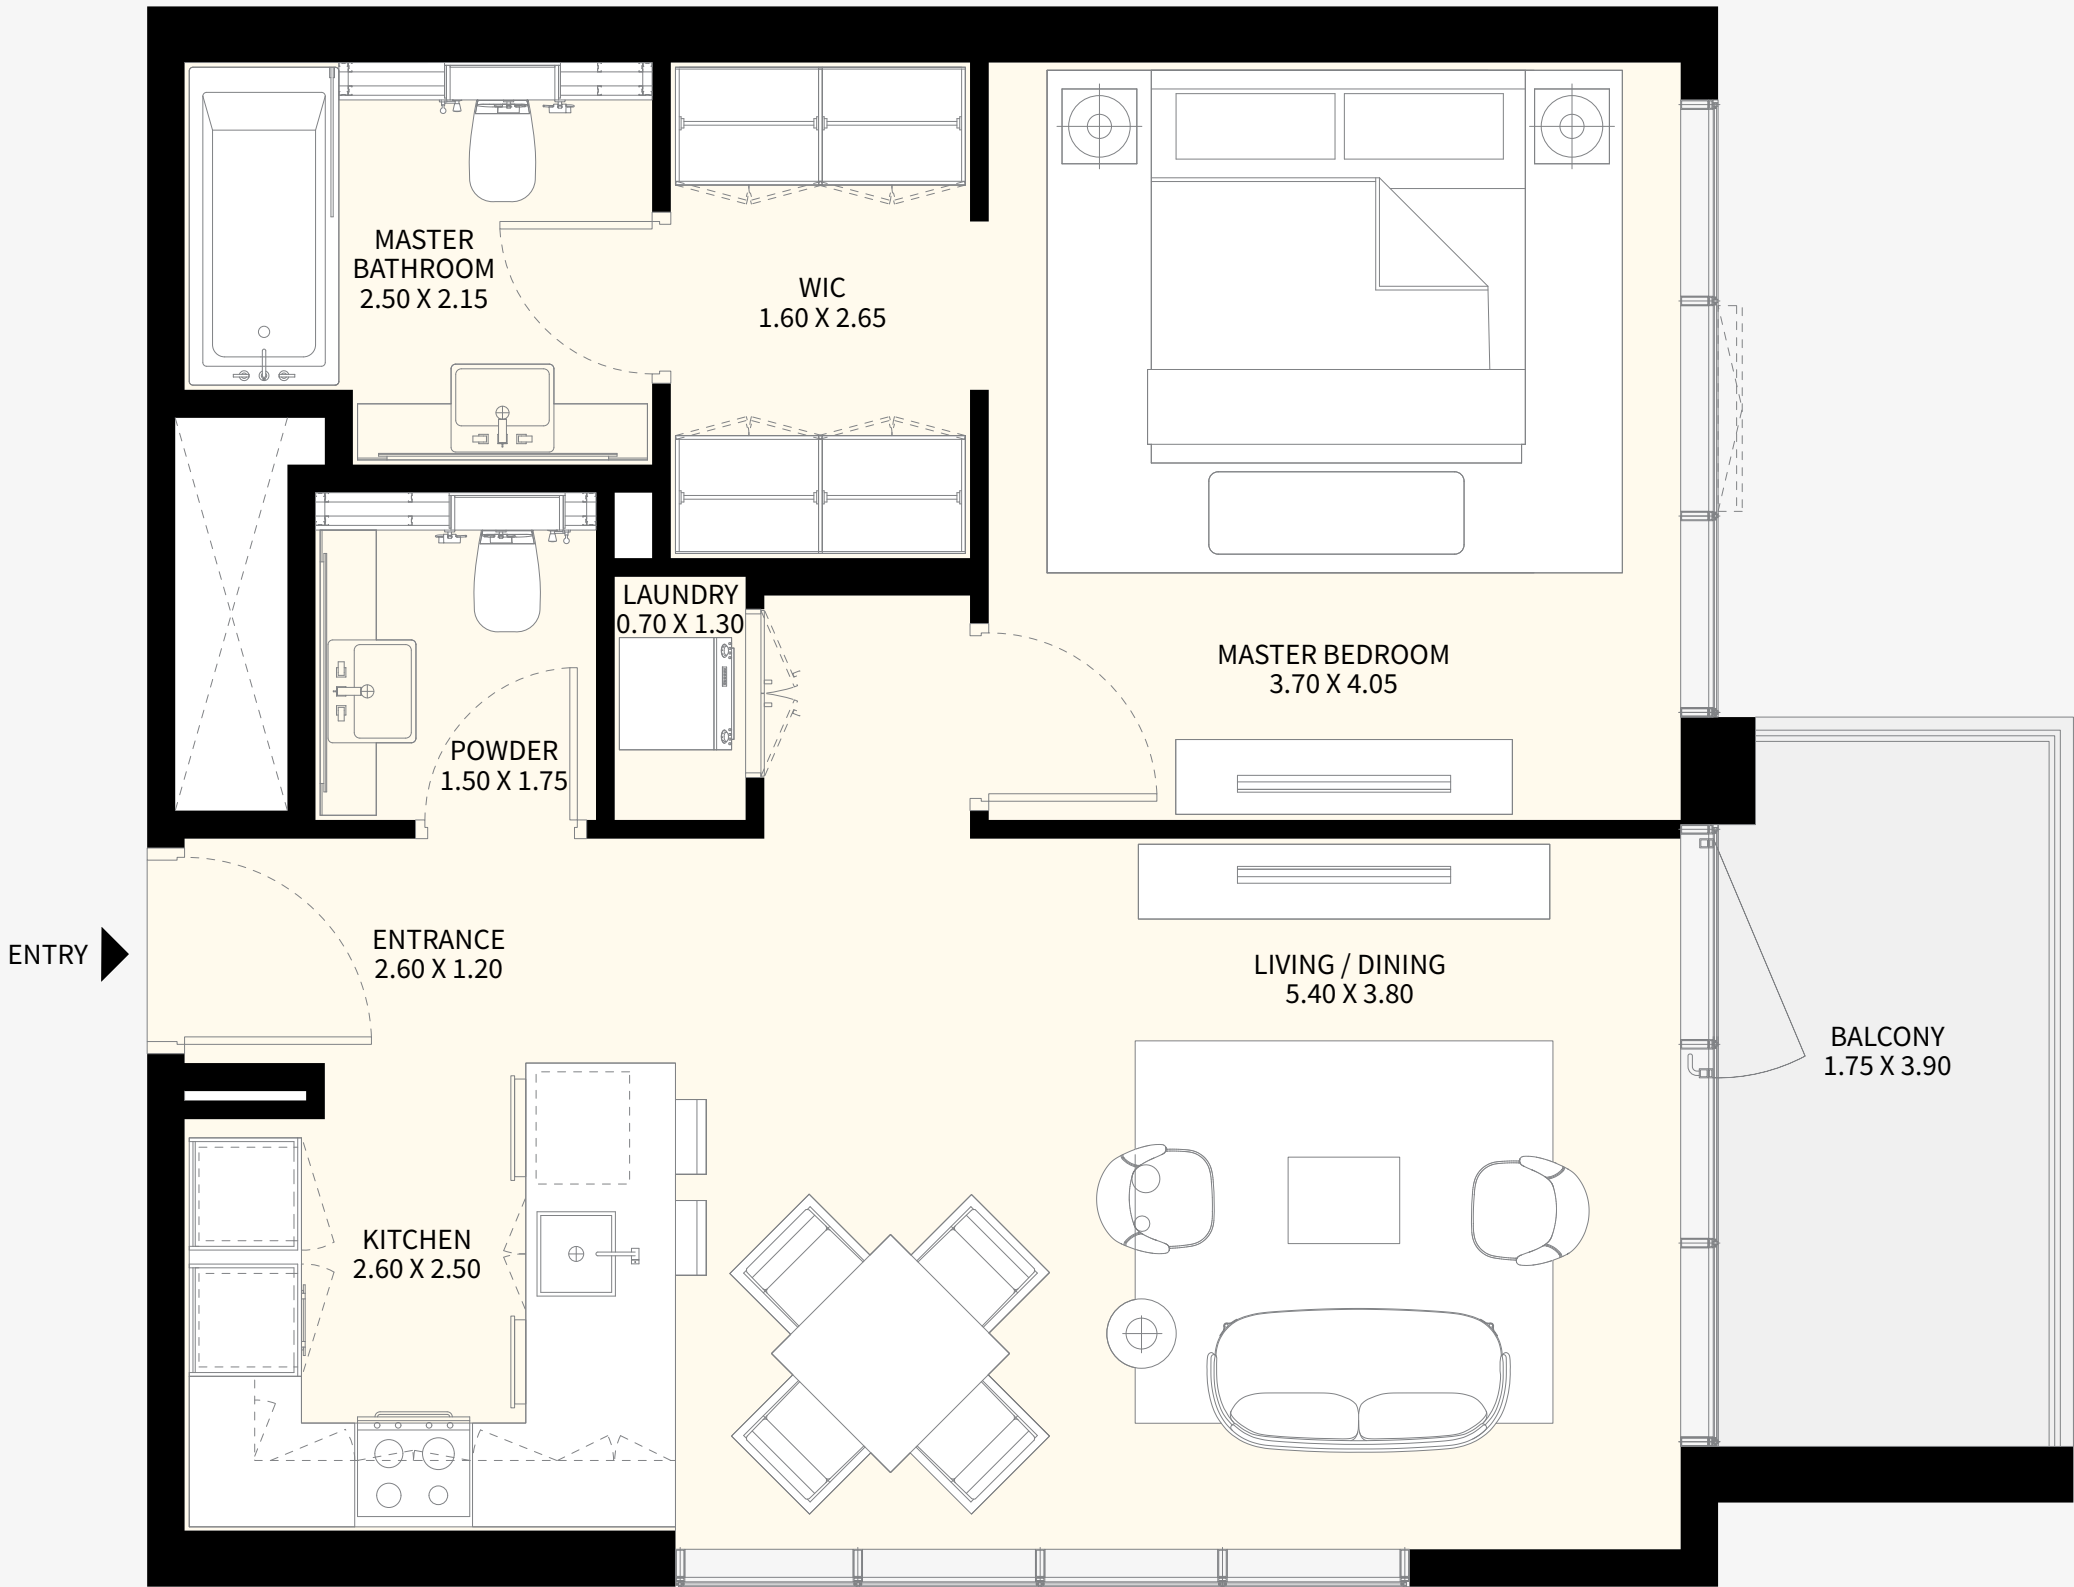 MASTER
BATHROOM
2.50 X 2.15
WIC
1.60 X 2.65
LAUNDRY
0.70 X 1.30
MASTER BEDROOM
3.70 X 4.05
POWDER
1.50 X 1.75
ENTRY
ENTRANCE
2.60 X 1.20
LIVING / DINING
5.40 X 3.80
BALCONY
1.75 X 3.90
KITCHEN
2.60 X 2.50